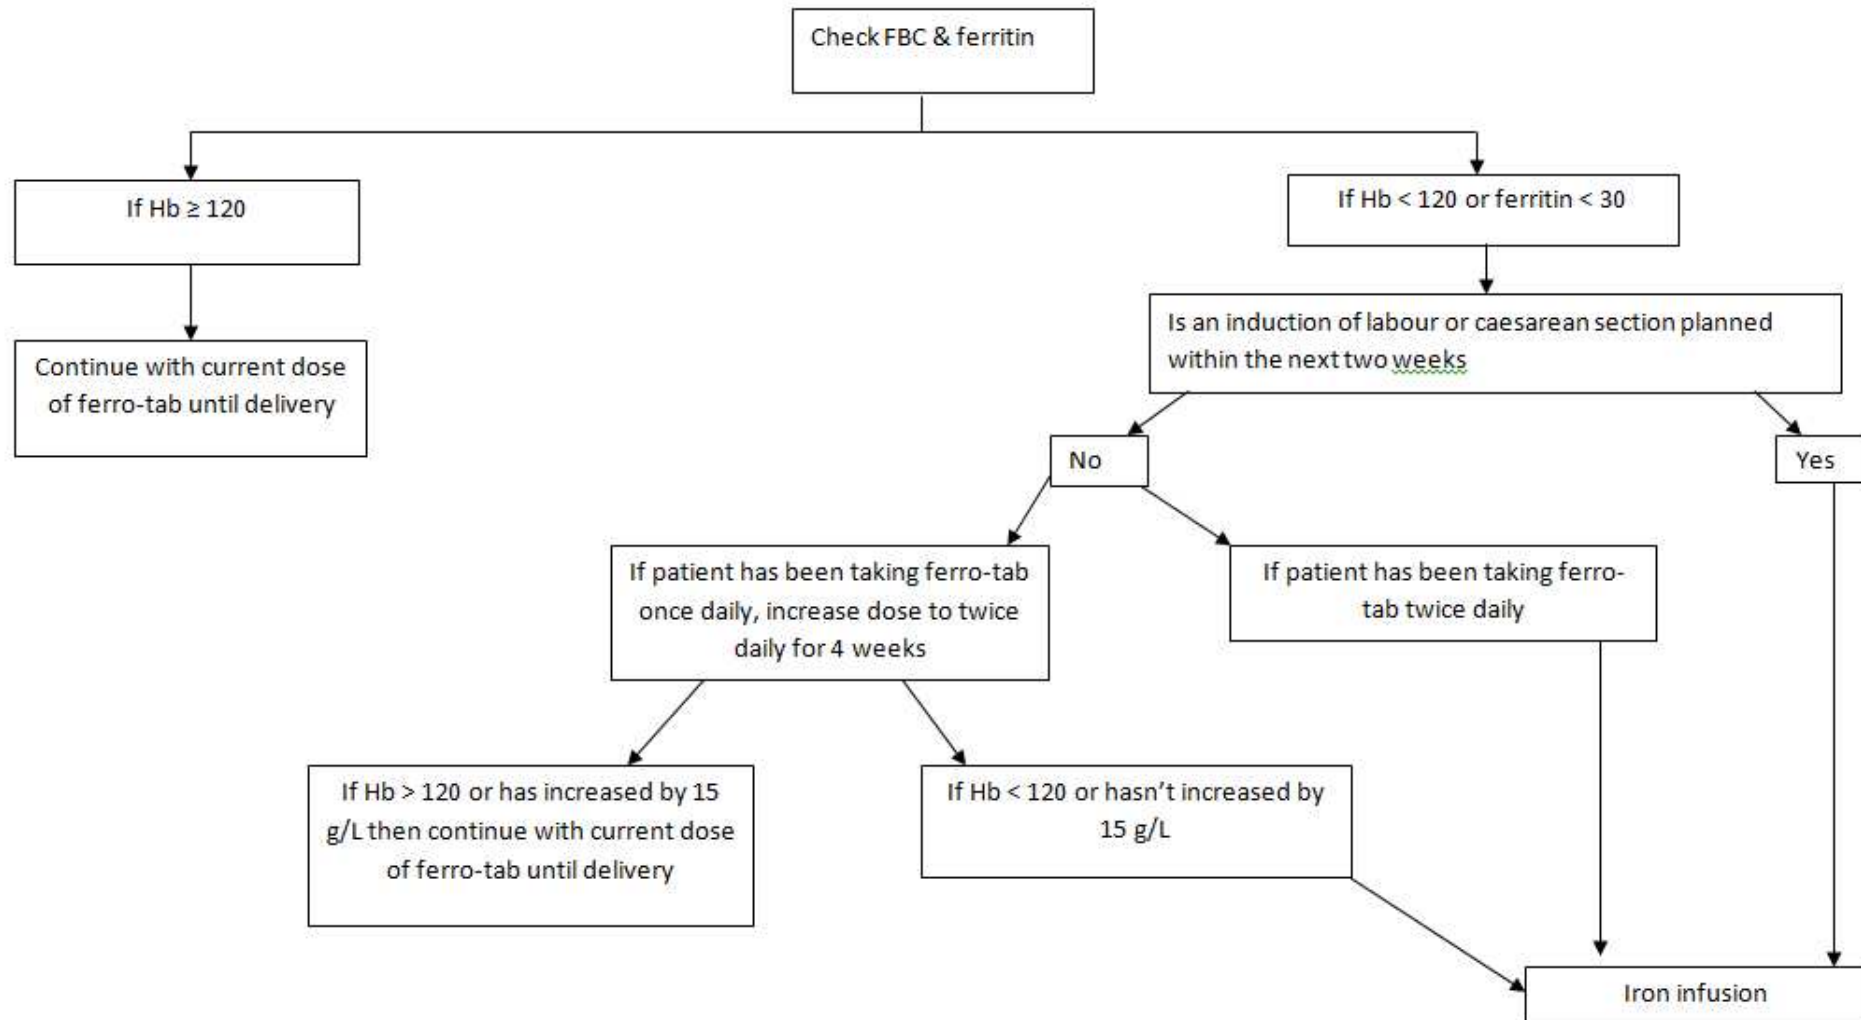 Check FBC & ferritin
If Hb ≥ 120
If Hb < 120 or ferritin < 30
Continue with current dose
of ferro-tab until delivery
Is an induction of labour or caesarean section planned
within the next two weeks
No
Yes
If patient has been taking ferro-tab
once daily, increase dose to twice
daily for 4 weeks
If patient has been taking ferro-
tab twice daily
If Hb > 120 or has increased by 15
g/L then continue with current dose
of ferro-tab until delivery
If Hb < 120 or hasn’t increased by
15 g/L
Iron infusion